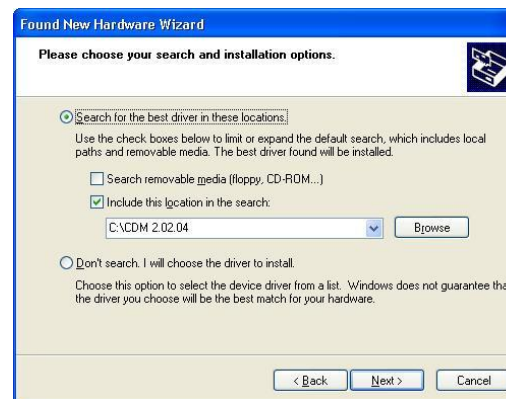 Found New Hardware Wizard
Please choose your search and installation options.
Search for the best driver in these locations.
Use the check boxes below to limit or expand the default search, which includes local
paths and removable media. The best driver found will be installed.
Search removable media (floppy, CD-ROM...)
Include this location in the search:
C:\CDM 2.02.04
Browse
Don't search. I will choose the driver to install.
Choose this option to select the device driver from a list. Windows does not guarantee tha
the driver you choose will be the best match for your hardware.
< Back
Next >
Cancel